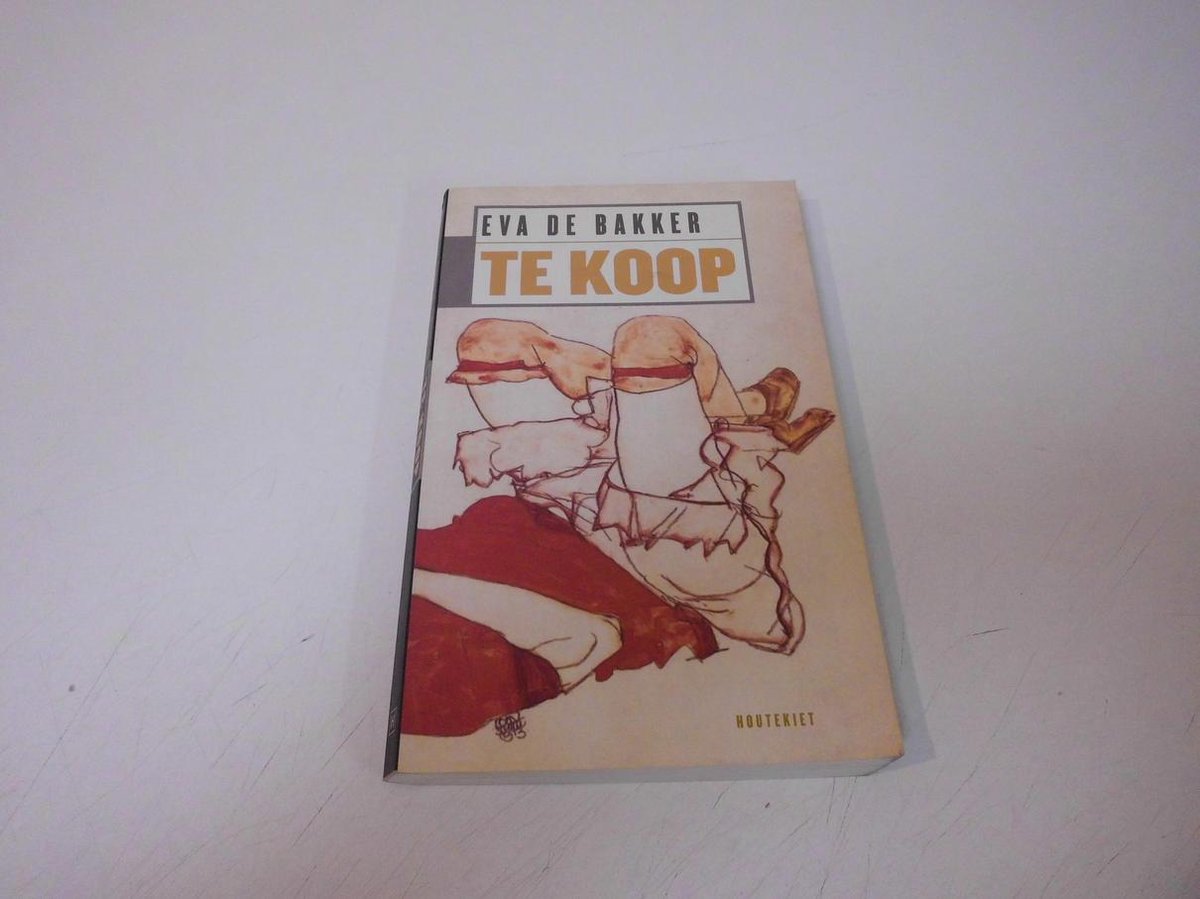 EVA DE BAKKER
TE KOOP
HOUTEKIET